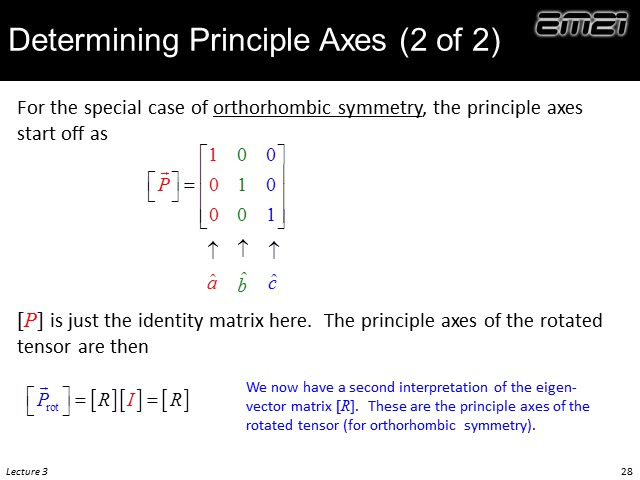 Determining Principle Axes (2 of 2)
EM21
For the special case of orthorhombic symmetry, the principle axes
start off as
[P⃗] = [1 0 0
0 1 0
0 0 1]
↑ ↑ ↑
â b̂ ĉ
[P] is just the identity matrix here. The principle axes of the rotated
tensor are then
[P⃗rot] = [R][I] = [R]
We now have a second interpretation of the eigen-
vector matrix [R]. These are the principle axes of the
rotated tensor (for orthorhombic symmetry).
Lecture 3
28